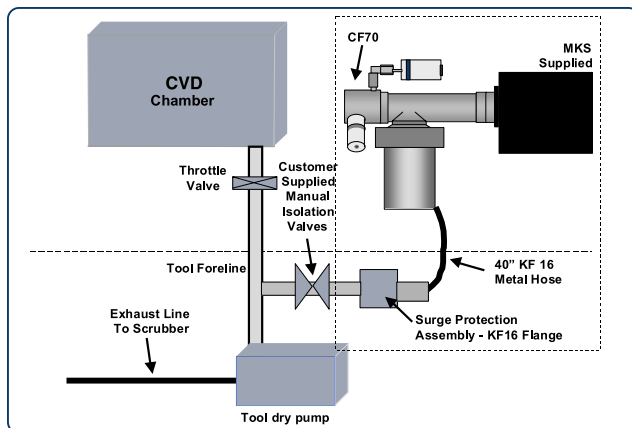 CF70
MKS
Supplied
CVD
Chamber
Throttle
Valve
Customer
Supplied
Manual
Isolation
Valves
Tool Foreline
40” KF 16
Metal Hose
Exhaust Line
To Scrubber
Surge Protection
Assembly - KF16 Flange
Tool dry pump